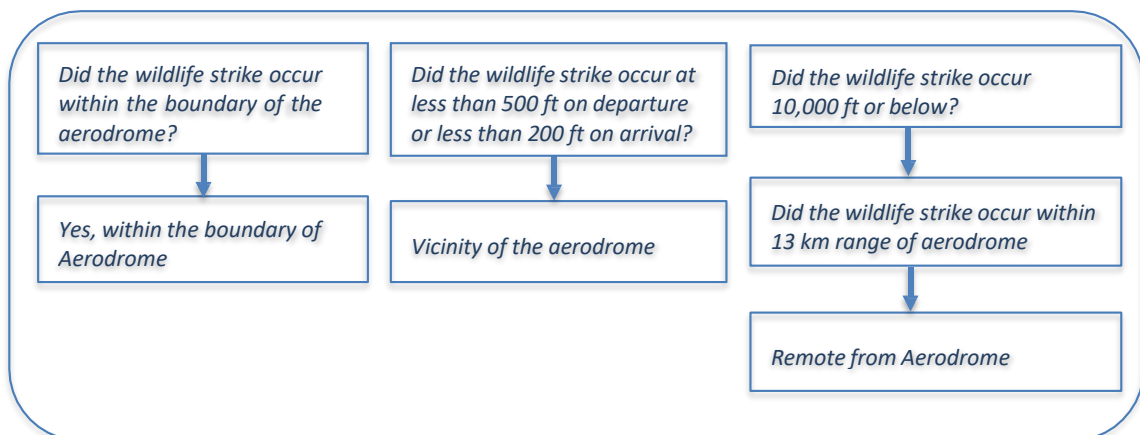 Did the wildlife strike occur
within the boundary of the
aerodrome?
Yes, within the boundary of
Aerodrome
Did the wildlife strike occur at
less than 500 ft on departure
or less than 200 ft on arrival?
Vicinity of the aerodrome
Did the wildlife strike occur
10,000 ft or below?
Did the wildlife strike occur within
13 km range of aerodrome
Remote from Aerodrome